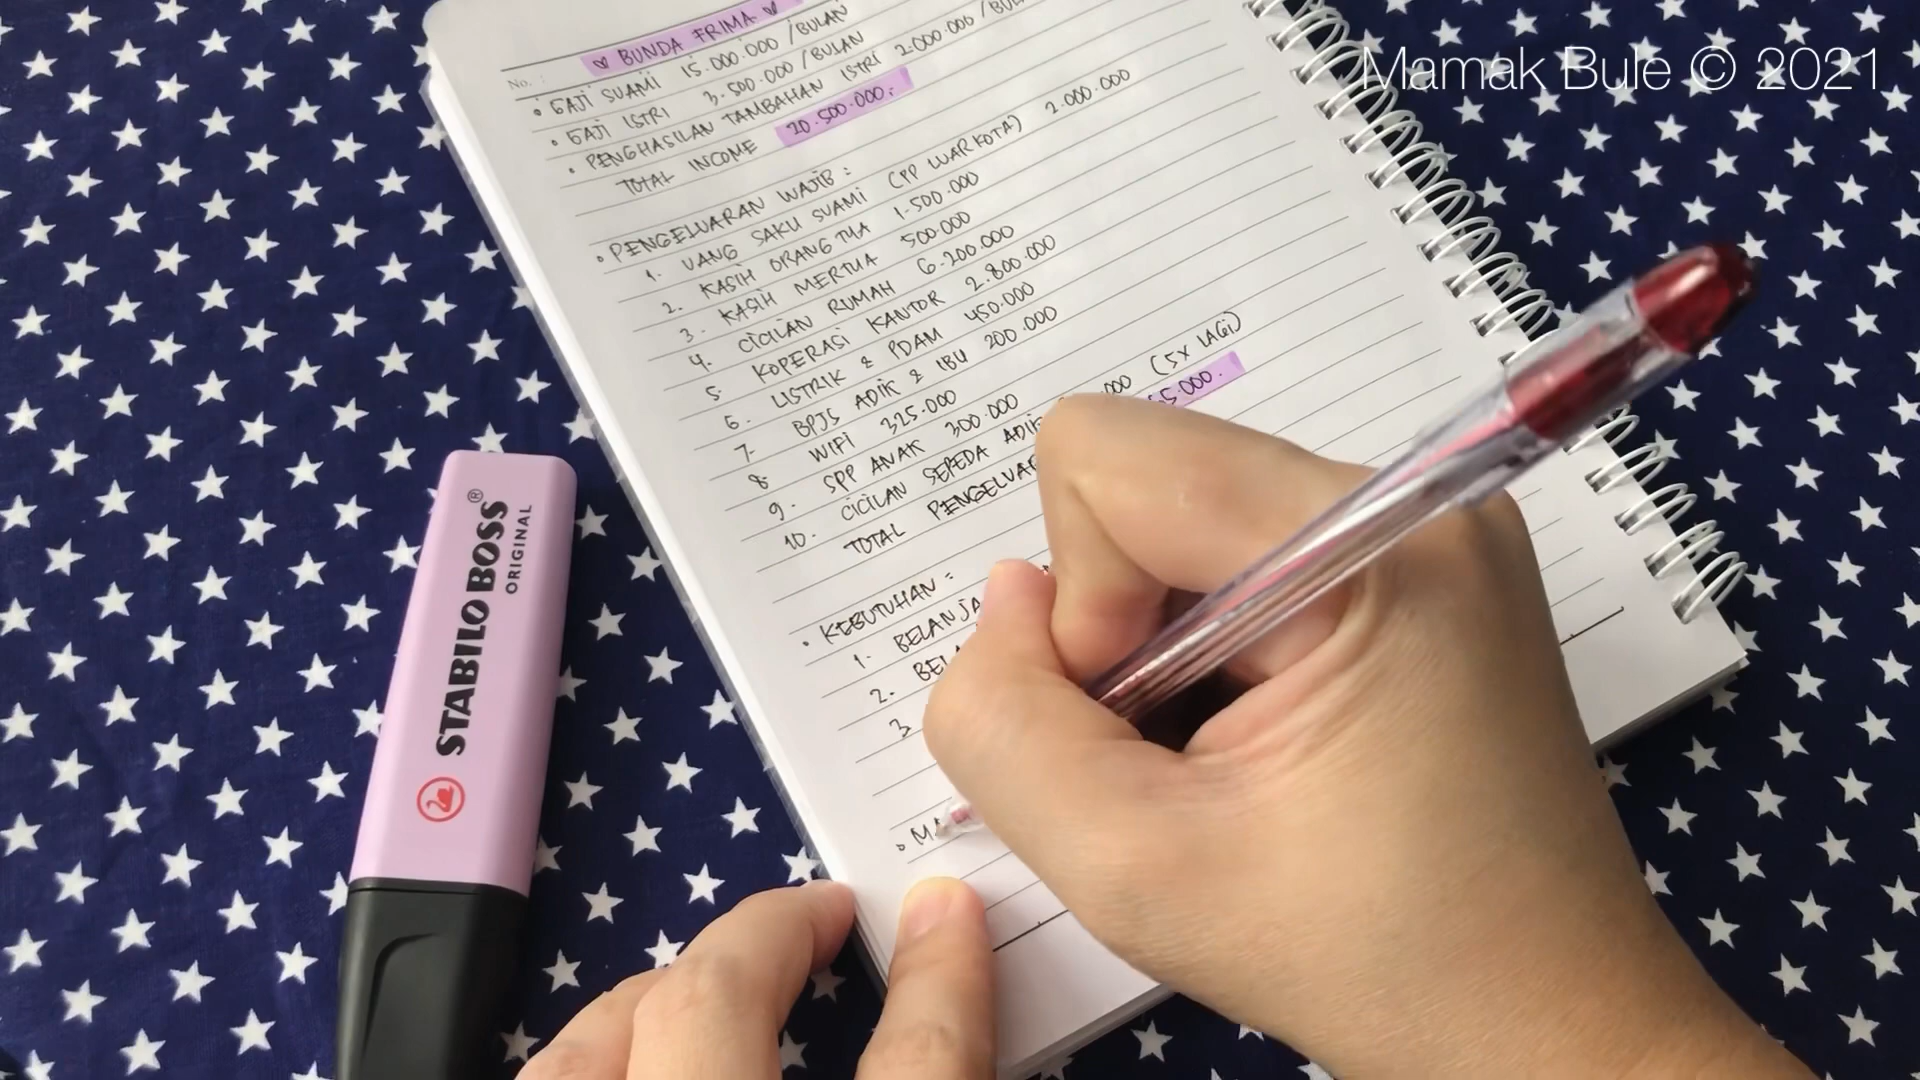 Mamak Bule © 2021
No. :
BUNDA FRIMA
• GAJI SUAMI 15.000.000 /BULAN
• GAJI ISTRI 3.500.000 /BULAN
• PENGHASILAN TAMBAHAN ISTRI 2.000.000 /BULAN
TOTAL INCOME 20.500.000,-
• PENGELUARAN WAJIB :
1. UANG SAKU SUAMI (PP LUAR KOTA) 2.000.000
2. KASIH ORANG TUA 1.500.000
3. KASIH MERTUA 500.000
4. CICILAN RUMAH 6.200.000
5. KOPERASI KANTOR 2.800.000
6. LISTRIK & PDAM 450.000
7. BPJS ADIK & IBU 200.000
8. WIFI 325.000
9. SPP ANAK 300.000
10. CICILAN SEPEDA ADIK (5X LAGI)
TOTAL
• KEBUTUHAN :
1. BELANJA
2.
3
STABILO BOSS®
ORIGINAL